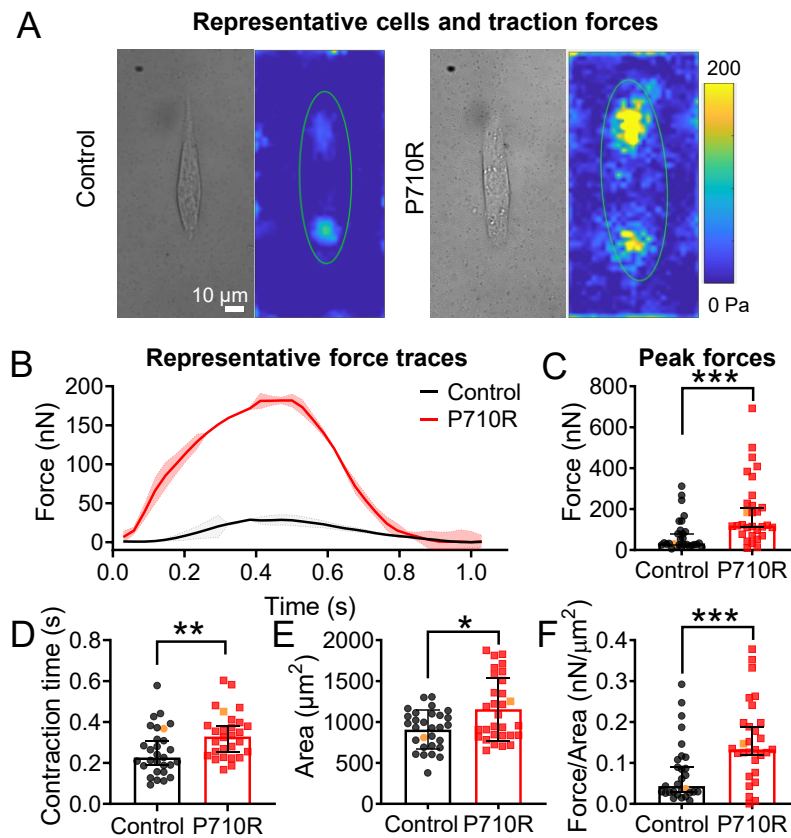 A
Representative cells and traction forces
Control
10 µm
P710R
200
0 Pa
B
Representative force traces
Force (nN)
200
150
100
50
0
0.0 0.2 0.4 0.6 0.8 1.0
Time (s)
Control
P710R
C
Peak forces
***
Force (nN)
800
600
400
200
0
Control P710R
D
**
Contraction time (s)
0.8
0.6
0.4
0.2
0.0
Control P710R
E
*
Area (µm²)
2000
1500
1000
500
0
Control P710R
F
***
Force/Area (nN/µm²)
0.4
0.3
0.2
0.1
0.0
Control P710R